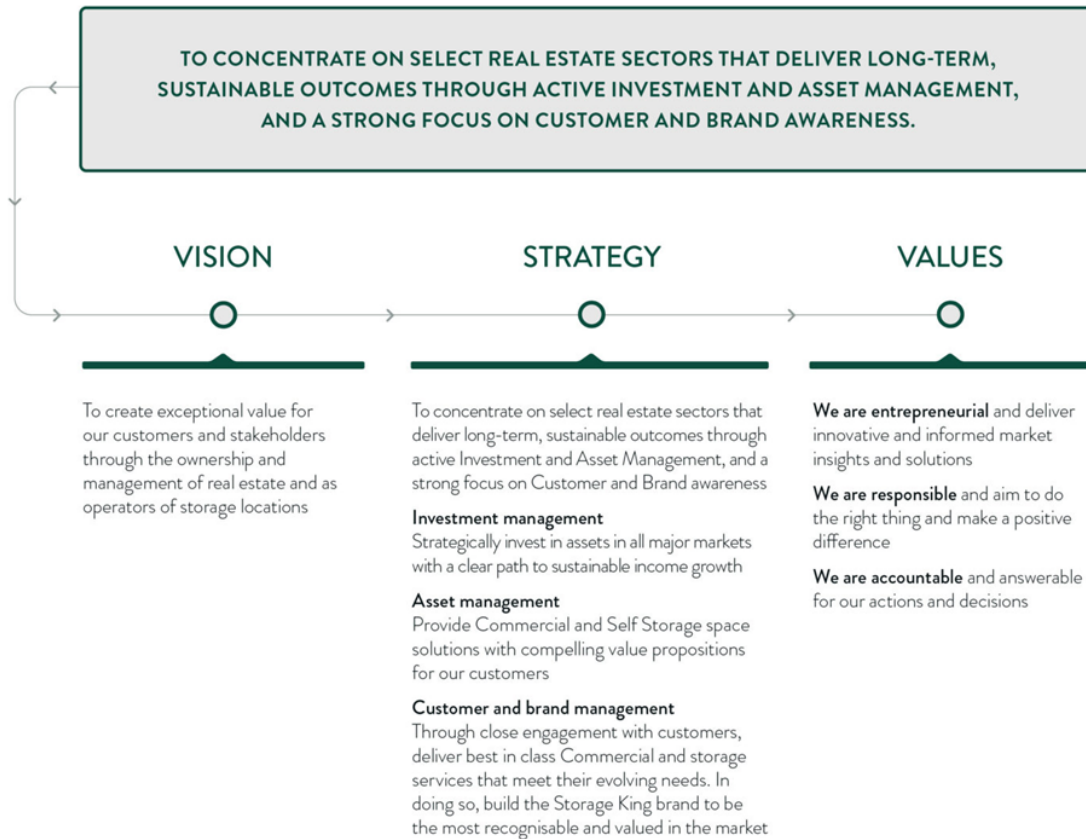 TO CONCENTRATE ON SELECT REAL ESTATE SECTORS THAT DELIVER LONG-TERM,
SUSTAINABLE OUTCOMES THROUGH ACTIVE INVESTMENT AND ASSET MANAGEMENT,
AND A STRONG FOCUS ON CUSTOMER AND BRAND AWARENESS.
VISION
To create exceptional value for
our customers and stakeholders
through the ownership and
management of real estate and as
operators of storage locations
STRATEGY
To concentrate on select real estate sectors that
deliver long-term, sustainable outcomes through
active Investment and Asset Management, and a
strong focus on Customer and Brand awareness
Investment management
Strategically invest in assets in all major markets
with a clear path to sustainable income growth
Asset management
Provide Commercial and Self Storage space
solutions with compelling value propositions
for our customers
Customer and brand management
Through close engagement with customers,
deliver best in class Commercial and storage
services that meet their evolving needs. In
doing so, build the Storage King brand to be
the most recognisable and valued in the market
VALUES
We are entrepreneurial and deliver
innovative and informed market
insights and solutions
We are responsible and aim to do
the right thing and make a positive
difference
We are accountable and answerable
for our actions and decisions